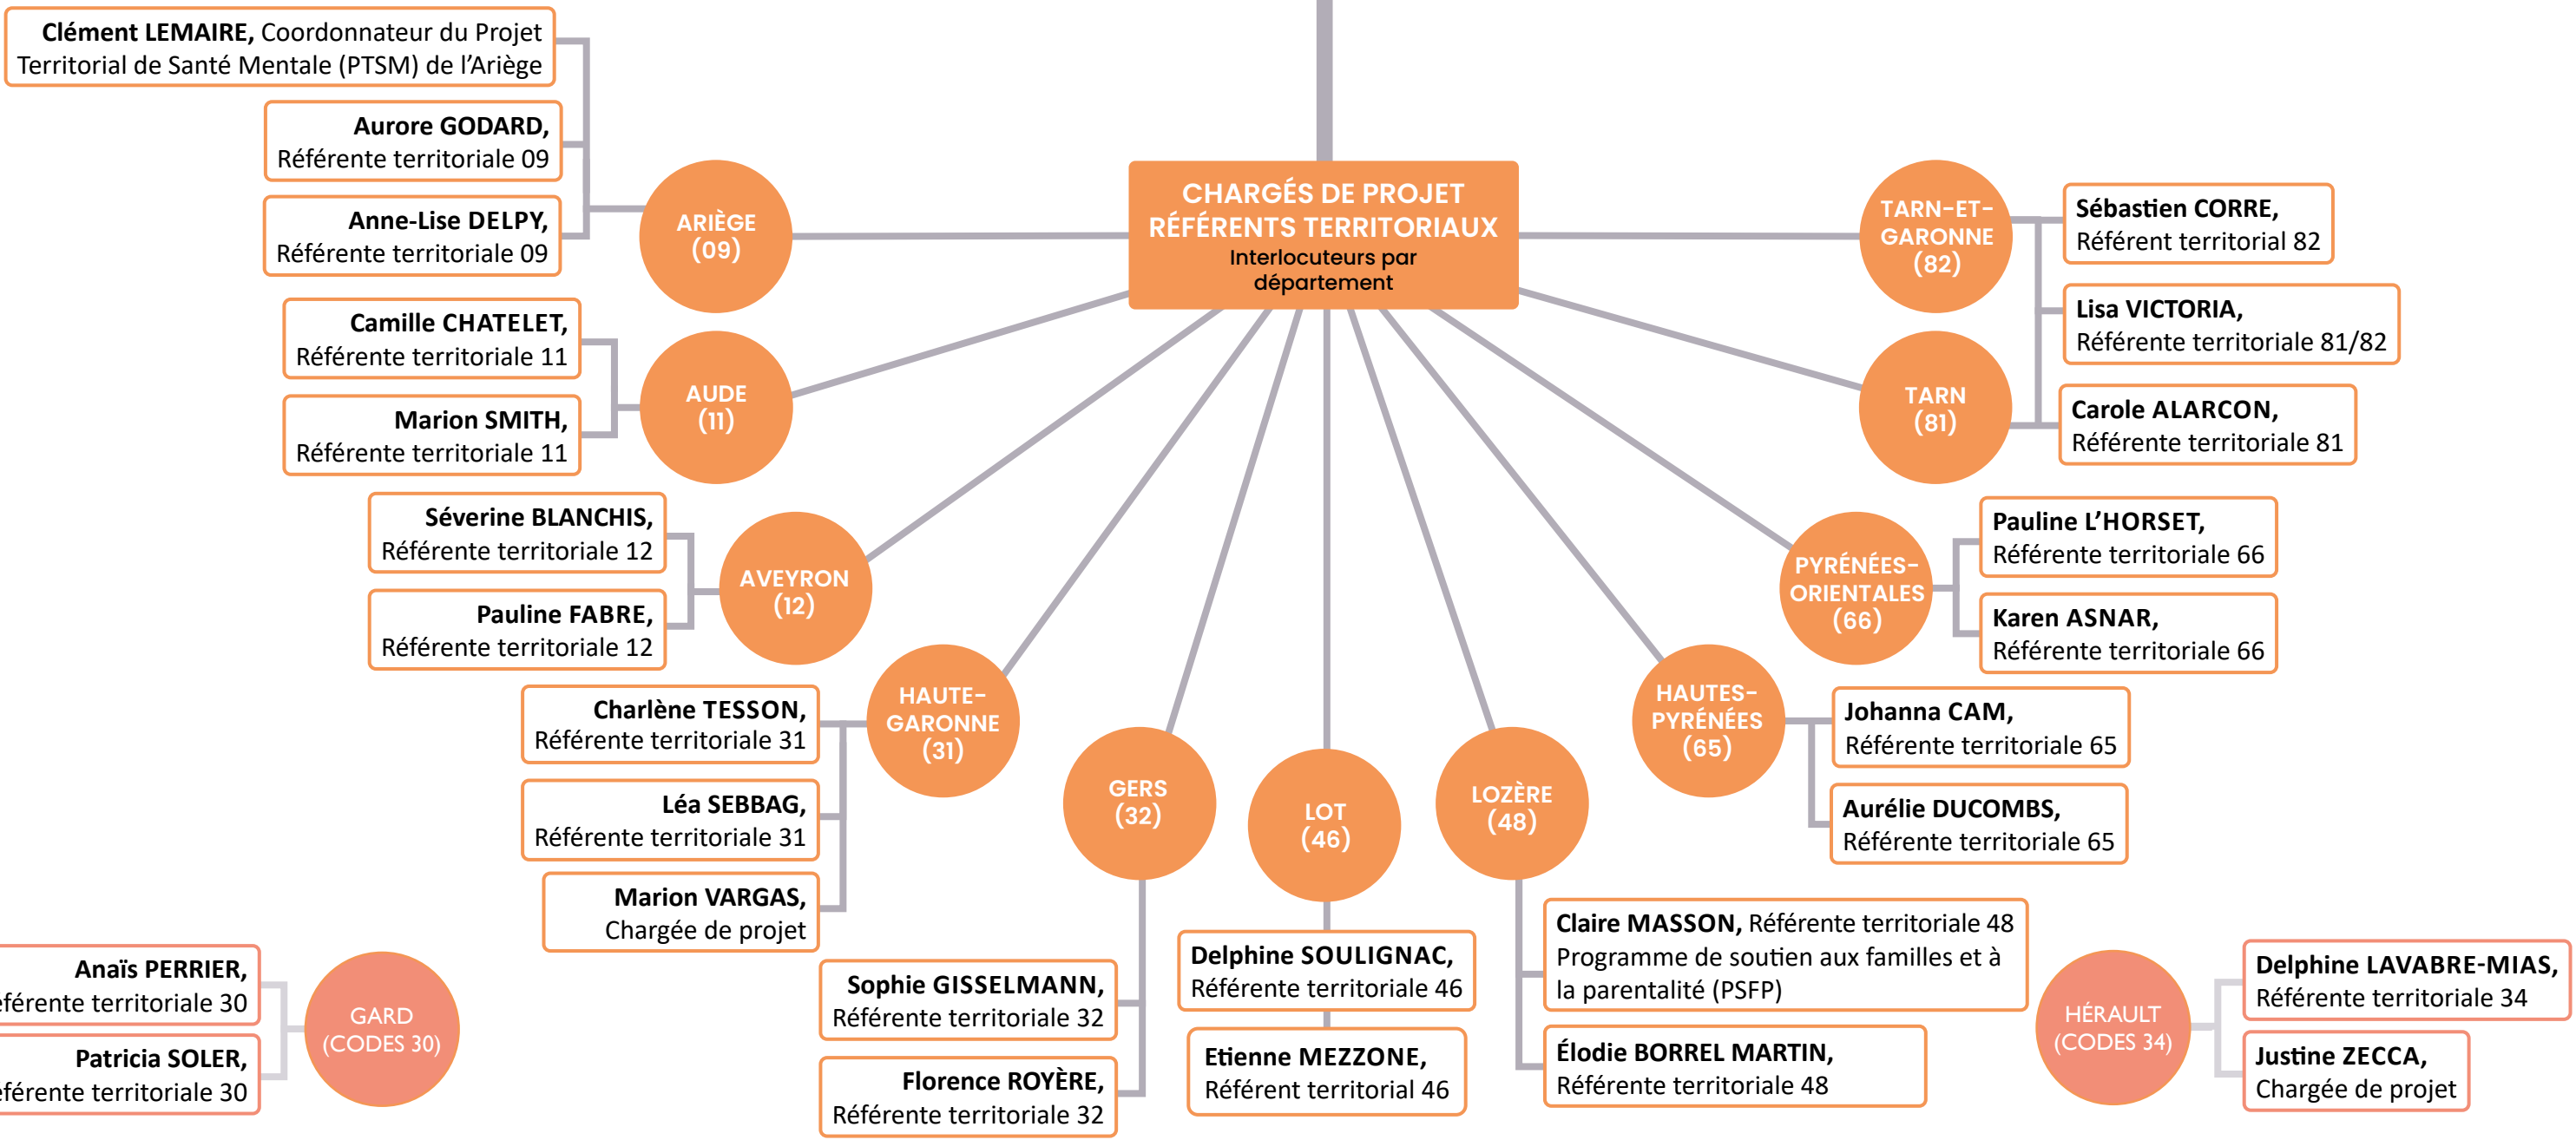 Clément LEMAIRE, Coordonnateur du Projet
Territorial de Santé Mentale (PTSM) de l'Ariège
Aurore GODARD,
Référente territoriale 09
Anne-Lise DELPY,
Référente territoriale 09
ARIÈGE
(09)
CHARGÉS DE PROJET
RÉFÉRENTS TERRITORIAUX
Interlocuteurs par
département
TARN-ET-
GARONNE
(82)
Sébastien CORRE,
Référent territorial 82
Lisa VICTORIA,
Référente territoriale 81/82
Carole ALARCON,
Référente territoriale 81
TARN
(81)
Camille CHATELET,
Référente territoriale 11
Marion SMITH,
Référente territoriale 11
AUDE
(11)
Séverine BLANCHIS,
Référente territoriale 12
Pauline FABRE,
Référente territoriale 12
AVEYRON
(12)
PYRÉNÉES-
ORIENTALES
(66)
Pauline L'HORSET,
Référente territoriale 66
Karen ASNAR,
Référente territoriale 66
Charlène TESSON,
Référente territoriale 31
Léa SEBBAG,
Référente territoriale 31
Marion VARGAS,
Chargée de projet
HAUTE-
GARONNE
(31)
HAUTES-
PYRÉNÉES
(65)
Johanna CAM,
Référente territoriale 65
Aurélie DUCOMBS,
Référente territoriale 65
GERS
(32)
Sophie GISSELMANN,
Référente territoriale 32
Florence ROYÈRE,
Référente territoriale 32
LOT
(46)
Delphine SOULIGNAC,
Référente territoriale 46
Etienne MEZZONE,
Référent territorial 46
LOZÈRE
(48)
Claire MASSON, Référente territoriale 48
Programme de soutien aux familles et à
la parentalité (PSFP)
Élodie BORREL MARTIN,
Référente territoriale 48
Anaïs PERRIER,
éférente territoriale 30
Patricia SOLER,
éférente territoriale 30
GARD
(CODES 30)
HÉRAULT
(CODES 34)
Delphine LAVABRE-MIAS,
Référente territoriale 34
Justine ZECCA,
Chargée de projet